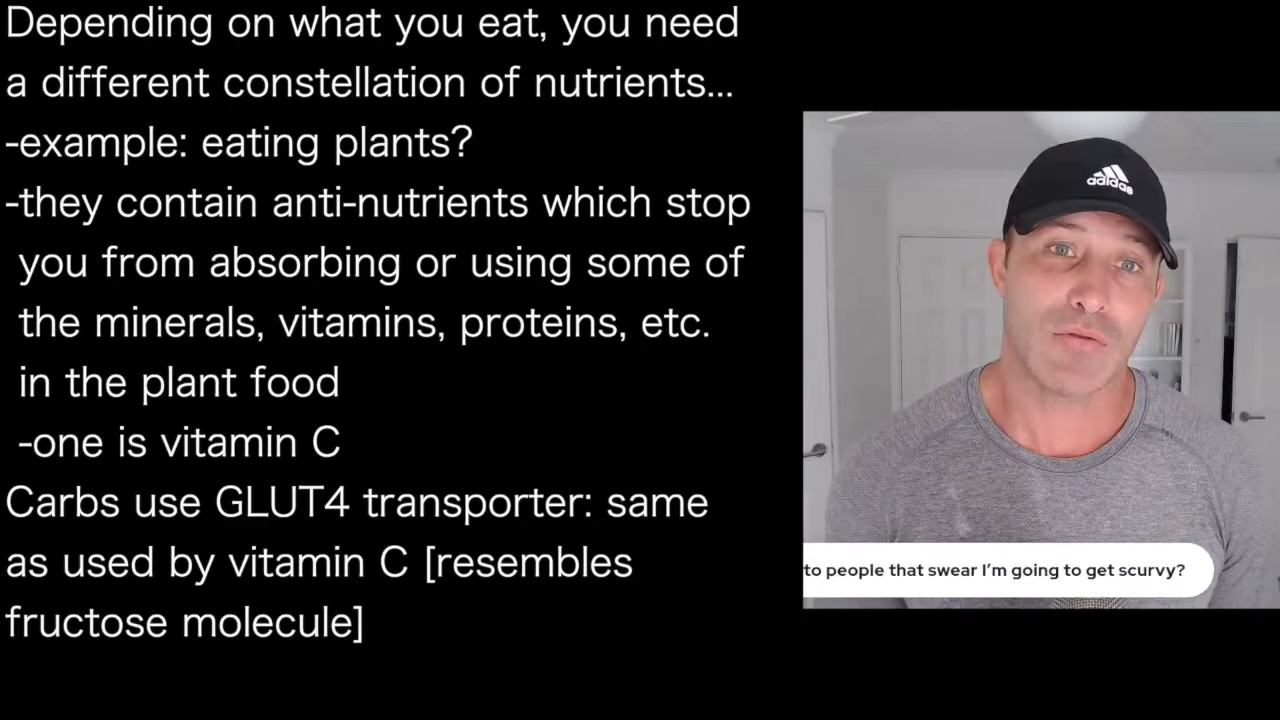 Depending on what you eat, you need
a different constellation of nutrients...
-example: eating plants?
-they contain anti-nutrients which stop
you from absorbing or using some of
the minerals, vitamins, proteins, etc.
in the plant food
-one is vitamin C
Carbs use GLUT4 transporter: same
as used by vitamin C [resembles
fructose molecule]
adidas
to people that swear I'm going to get scurvy?